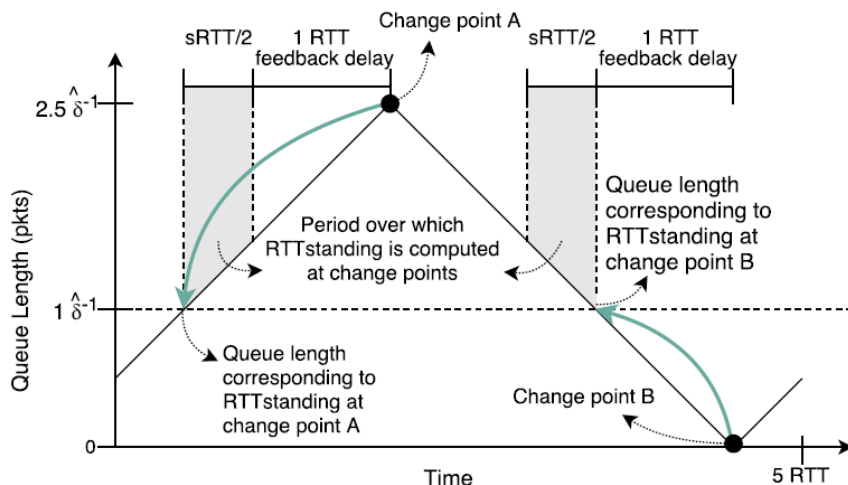 Change point A
sRTT/2
1 RTT
feedback delay
sRTT/2
1 RTT
feedback delay
2.5 δ̂⁻¹
Queue length
corresponding to
RTTstanding at
change point B
Period over which
RTTstanding is computed
at change points
Queue Length (pkts)
1 δ̂⁻¹
Queue length
corresponding to
RTTstanding at
change point A
Change point B
0
Time
5 RTT